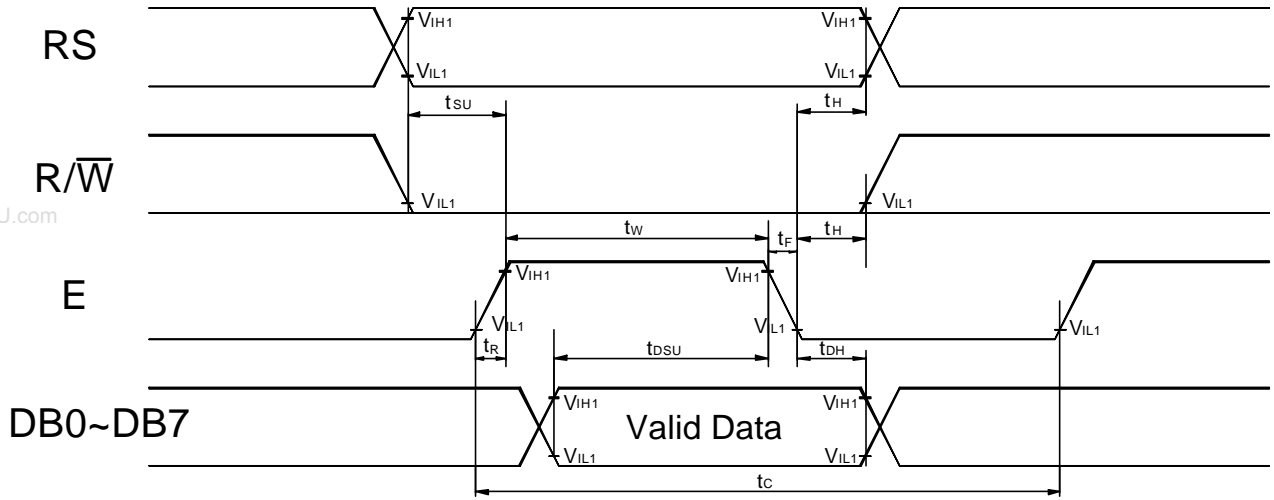 RS
VIH1
VIH1
VIL1
VIL1
tSU
tH
R/W̅
VIL1
VIL1
U.com
tW
tF
tH
E
VIH1
VIH1
VIL1
VIL1
VIL1
tR
tDSU
tDH
DB0~DB7
VIH1
Valid Data
VIH1
VIL1
VIL1
tC